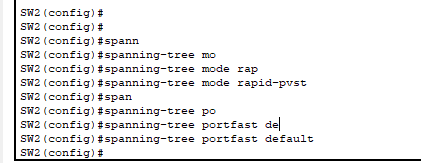 SW2(config)#
SW2(config)#
SW2(config)#spann
SW2(config)#spanning-tree mo
SW2(config)#spanning-tree mode rap
SW2(config)#spanning-tree mode rapid-pvst
SW2(config)#span
SW2(config)#spanning-tree po
SW2(config)#spanning-tree portfast de
SW2(config)#spanning-tree portfast default
SW2(config)#